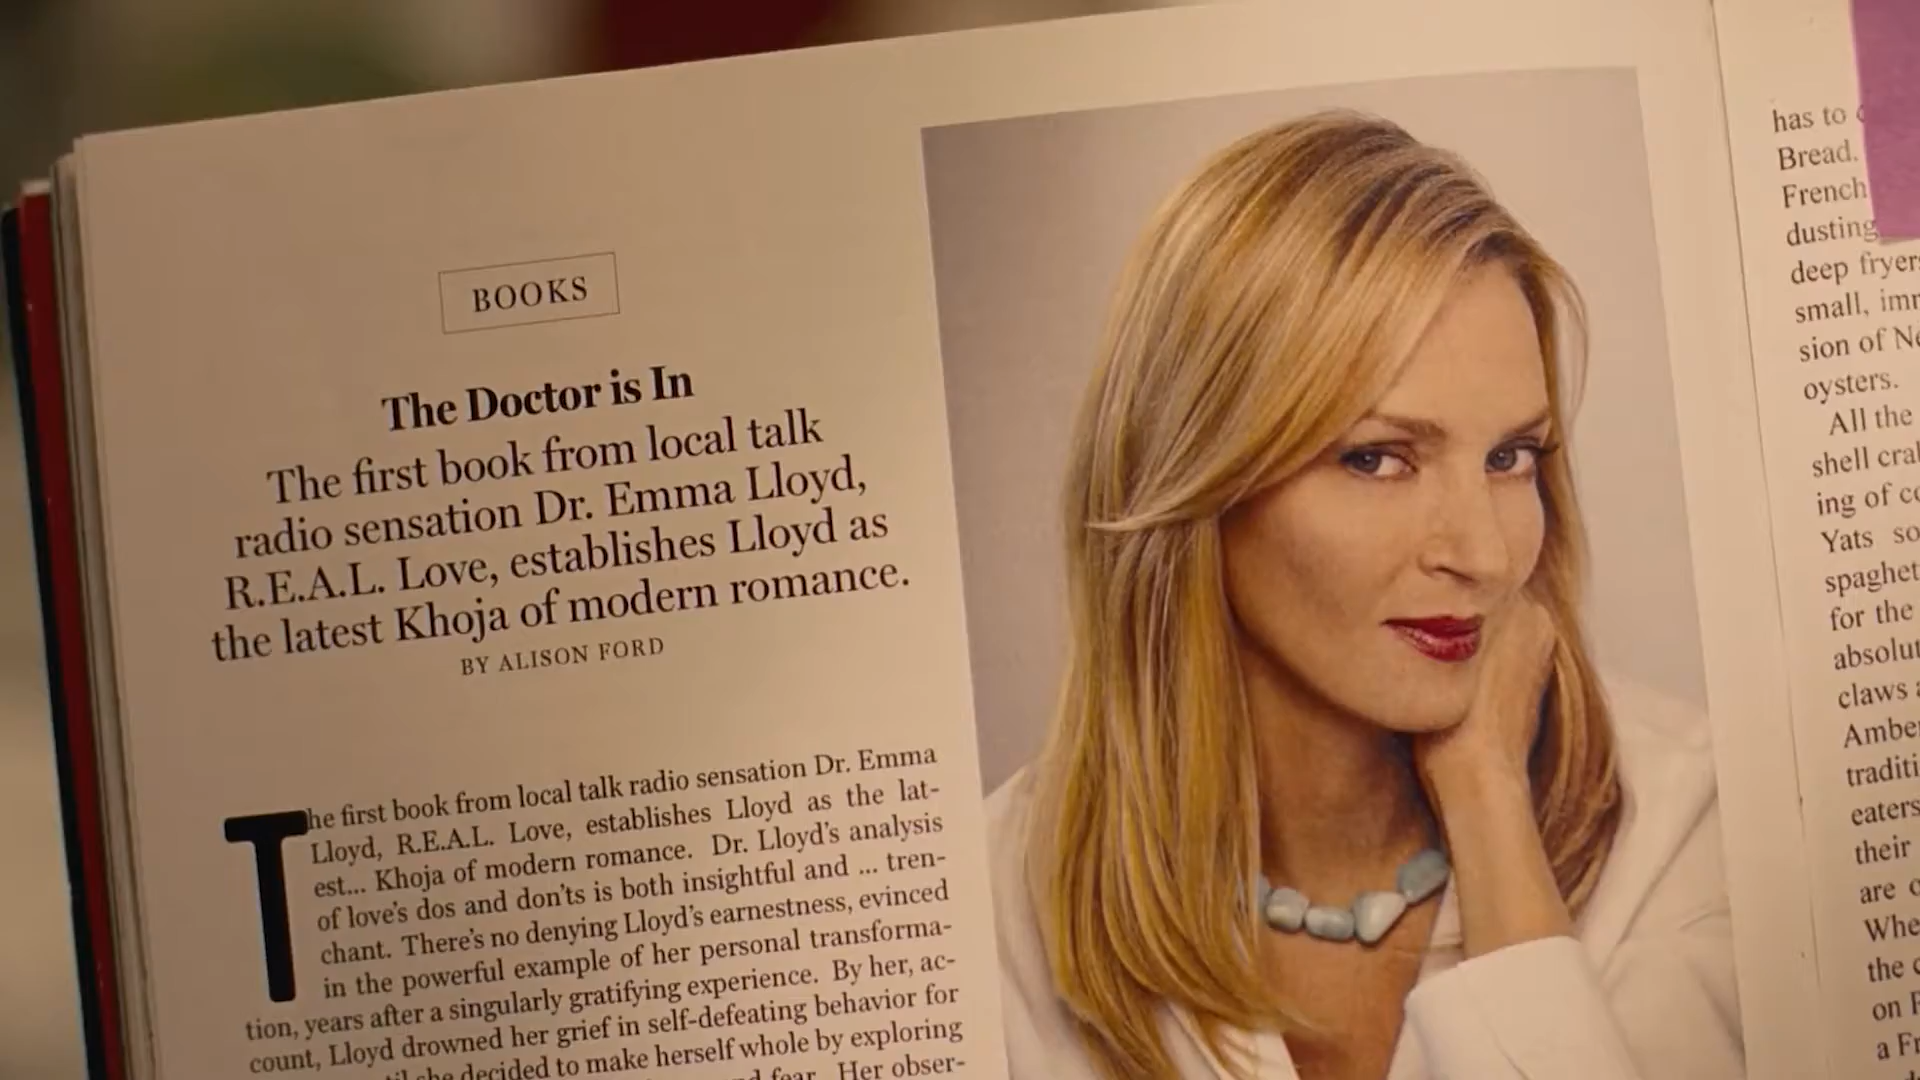 BOOKS
The Doctor is In
The first book from local talk
radio sensation Dr. Emma Lloyd,
R.E.A.L. Love, establishes Lloyd as
the latest Khoja of modern romance.
BY ALISON FORD
The first book from local talk radio sensation Dr. Emma
Lloyd, R.E.A.L. Love, establishes Lloyd as the lat-
est... Khoja of modern romance. Dr. Lloyd's analysis
of love's dos and don'ts is both insightful and ... tren-
chant. There's no denying Lloyd's earnestness, evinced
in the powerful example of her personal transforma-
tion, years after a singularly gratifying experience. By her, ac-
count, Lloyd drowned her grief in self-defeating behavior for
she decided to make herself whole by exploring
fear. Her obser-
has to
Bread.
French
dusting
deep fryer
small,
sion of
oysters.
All the
shell
ing of
Yats
for the
claws
their
are
the
on
a